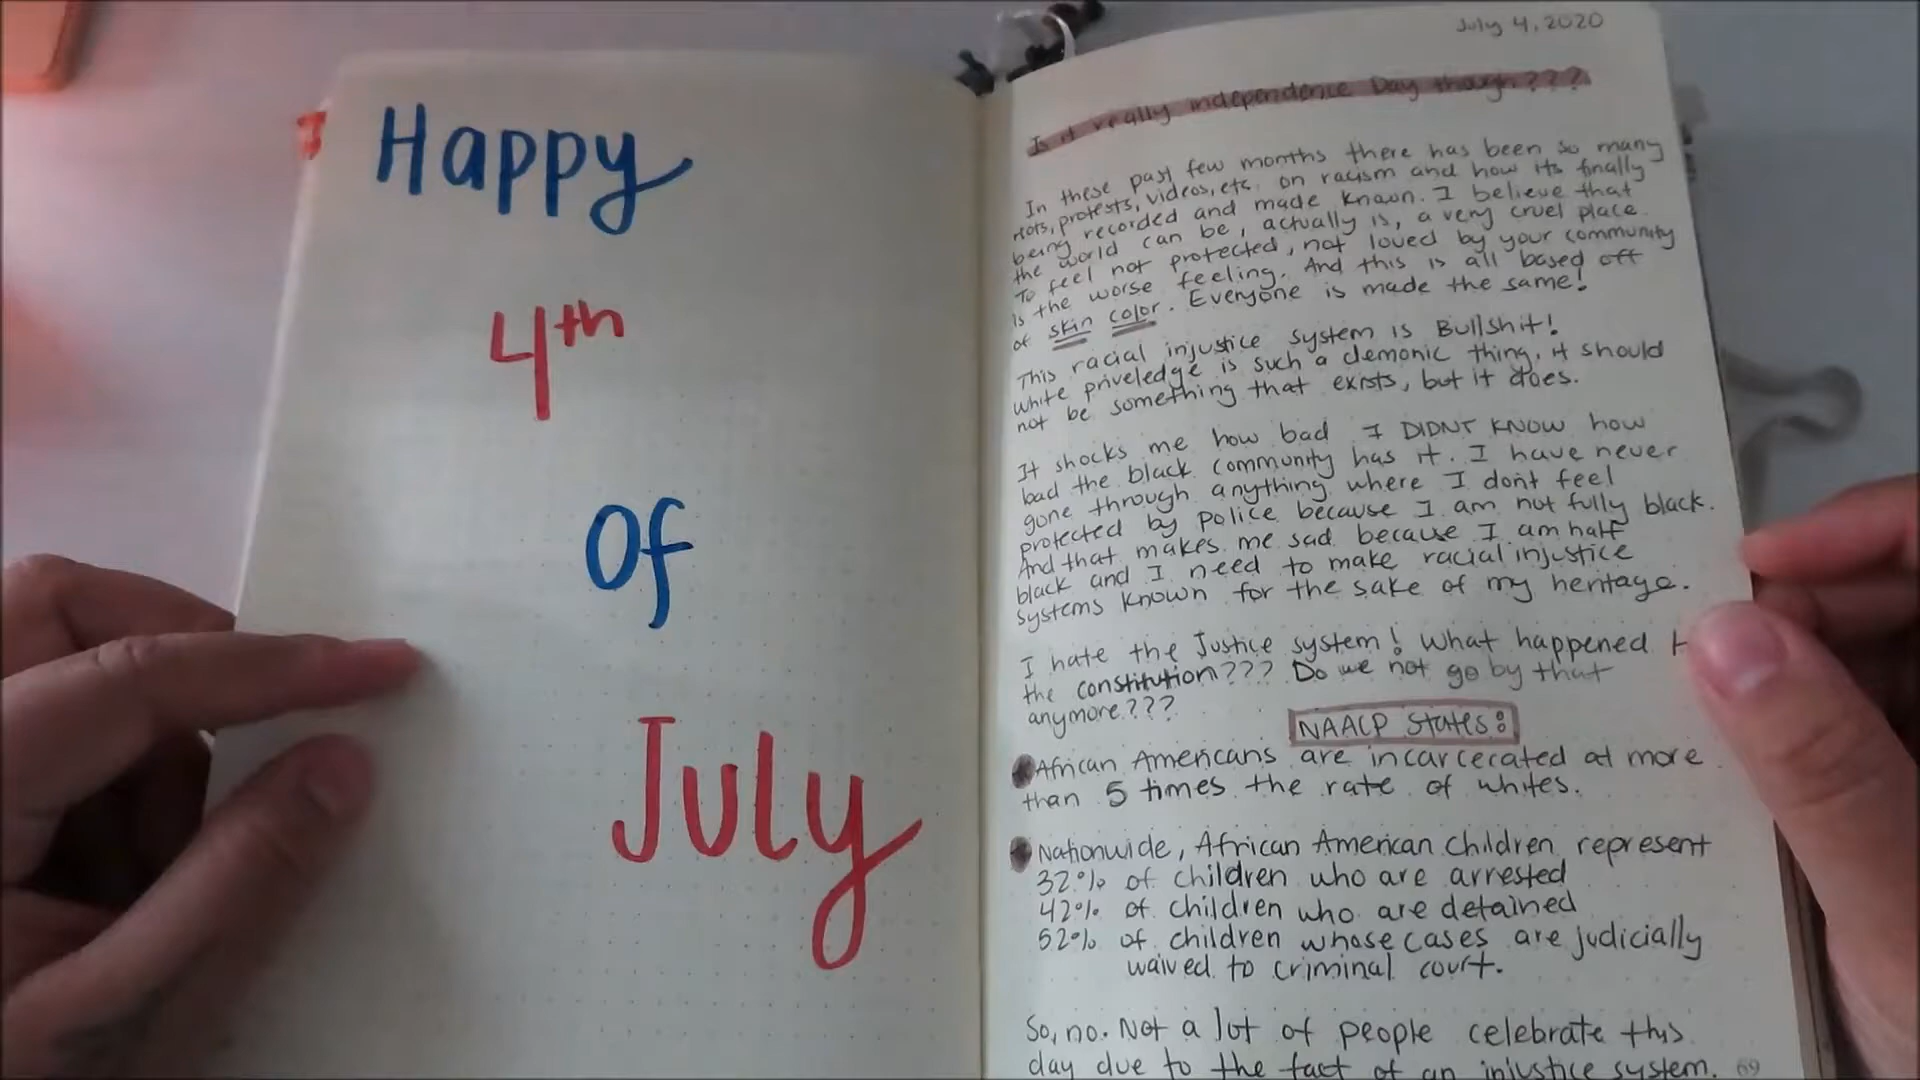 Happy
4th
Of
July
July 4, 2020
Is it really independence Day though???
In these past few months there has been so many
riots, protests, videos, etc. on racism and how its finally
being recorded and made known. I believe that
the world can be, actually is, a very cruel place.
To feel not protected, not loved by your community
is the worse feeling. And this is all based off
of skin color. Everyone is made the same!
This racial injustice system is Bullshit!
White priveledge is such a demonic thing, it should
not be something that exists, but it does.
It shocks me how bad I DIDNT KNOW how
bad the black community has it. I have never
gone through anything where I dont feel
protected by police because I am not fully black.
And that makes me sad because I am half
black and I need to make racial injustice
systems known for the sake of my heritage.
I hate the Justice system! What happened t
the constitution??? Do we not go by that
anymore???
NAACP States:
African Americans are incarcerated at more
than 5 times the rate of whites.
Nationwide, African American children represent
32% of children who are arrested
42% of children who are detained
52% of children whose cases are judicially
waived to criminal court.
So, no. Not a lot of people celebrate this
day due to the fact of an injustice system.
69